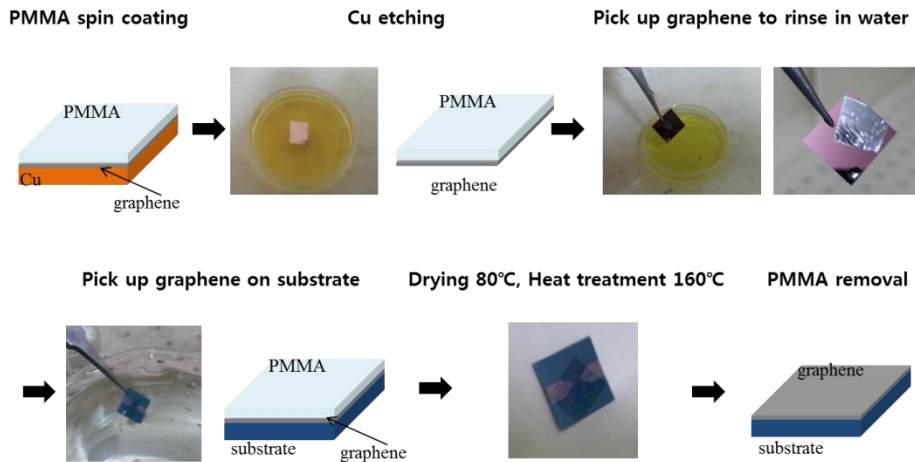 PMMA spin coating
Cu etching
Pick up graphene to rinse in water
PMMA
Cu
graphene
PMMA
graphene
Pick up graphene on substrate
Drying 80℃, Heat treatment 160℃
PMMA removal
PMMA
substrate
graphene
graphene
substrate